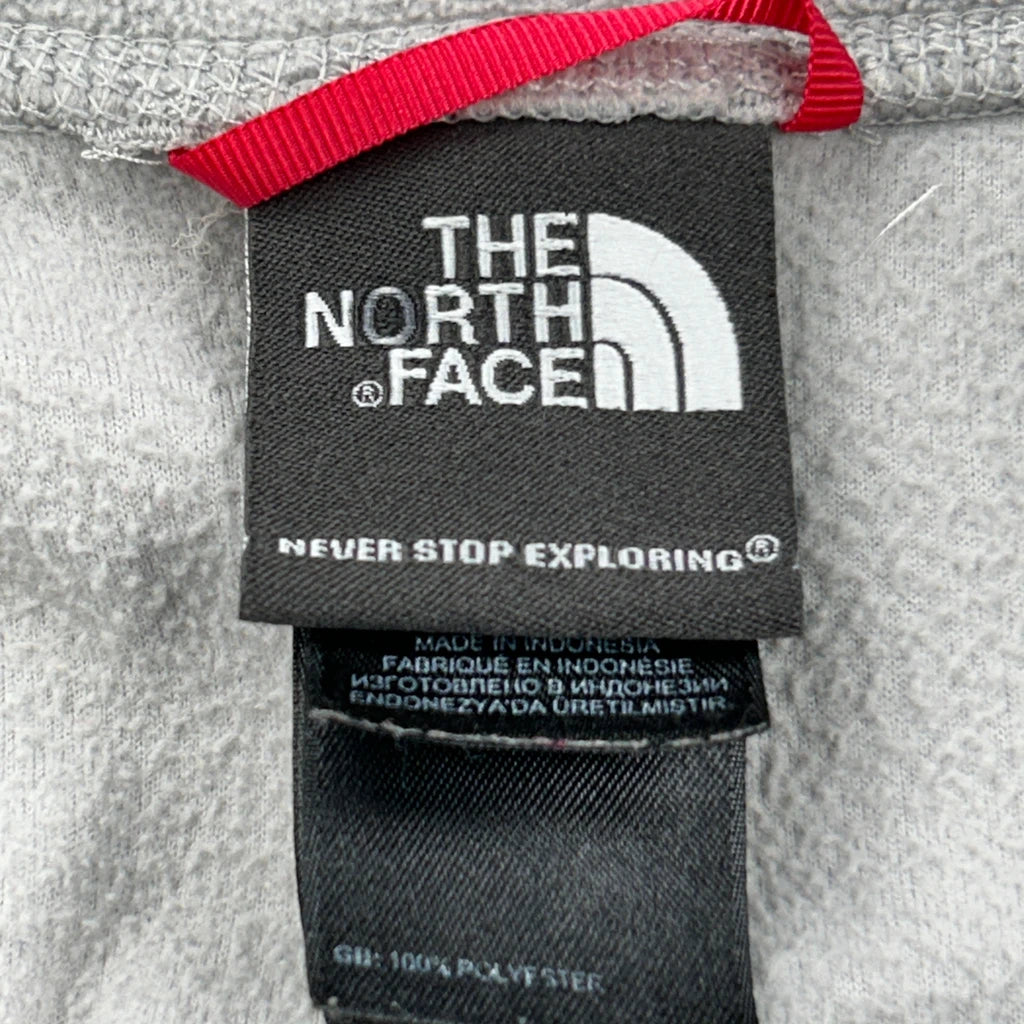 THE
NORTH
®FACE
NEVER STOP EXPLORING®
MADE IN INDONESIA
FABRIQUÉ EN INDONÉSIE
ИЗГОТОВЛЕНО В ИНДОНЕЗИИ
ENDONEZYA'DA ÜRETILMISTIR.
GB: 100% POLYESTER